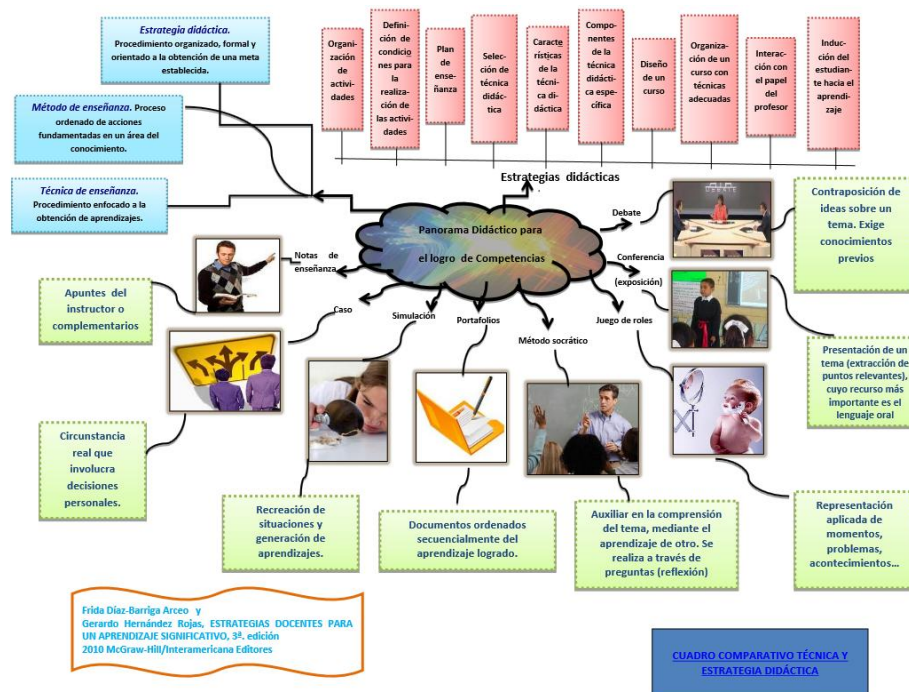 Estrategia didáctica.
Procedimiento organizado, formal y
orientado a la obtención de una meta
establecida.
Método de enseñanza. Proceso
ordenado de acciones
fundamentadas en un área del
conocimiento.
Técnica de enseñanza.
Procedimiento enfocado a la
obtención de aprendizajes.
Organiza-
ción de
actividades
Defini-
ción de
condicio
nes para
la
realiza-
ción de
las activi-
dades
Plan
de
ense-
ñanza
Selec-
ción de
técnica
didác-
tica
Caracte
rísticas
de la
técnica
didáctica
Compo-
nentes de
la técnica
didáctica
espe-
cífica
Diseño
de un
curso
Organiza-
ción de un
curso con
técnicas
adecuadas
Interac-
ción con
el papel
del
profesor
Induc-
ción del
estudian-
te hacia el
aprendi-
zaje
Estrategias didácticas
.
Panorama Didáctico para
el logro de Competencias
Debate
Contraposición de
ideas sobre un
tema. Exige
conocimientos
previos
Conferencia
(exposición)
Presentación de un
tema (extracción de
puntos relevantes),
cuyo recurso más
importante es el
lenguaje oral
Notas de
enseñanza
Apuntes del
instructor o
complementarios
Caso
Circunstancia
real que
involucra
decisiones
personales.
Simulación
Recreación de
situaciones y
generación de
aprendizajes.
Portafolios
Documentos ordenados
secuencialmente del
aprendizaje logrado.
Método socrático
Auxiliar en la comprensión
del tema, mediante el
aprendizaje de otro. Se
realiza a través de
preguntas (reflexión)
Juego de roles
Representación
aplicada de
momentos,
problemas,
acontecimientos…
Frida Díaz-Barriga Arceo y
Gerardo Hernández Rojas, ESTRATEGIAS DOCENTES PARA
UN APRENDIZAJE SIGNIFICATIVO, 3ª. edición
2010 McGraw-Hill/Interamericana Editores
CUADRO COMPARATIVO TÉCNICA Y
ESTRATEGIA DIDÁCTICA